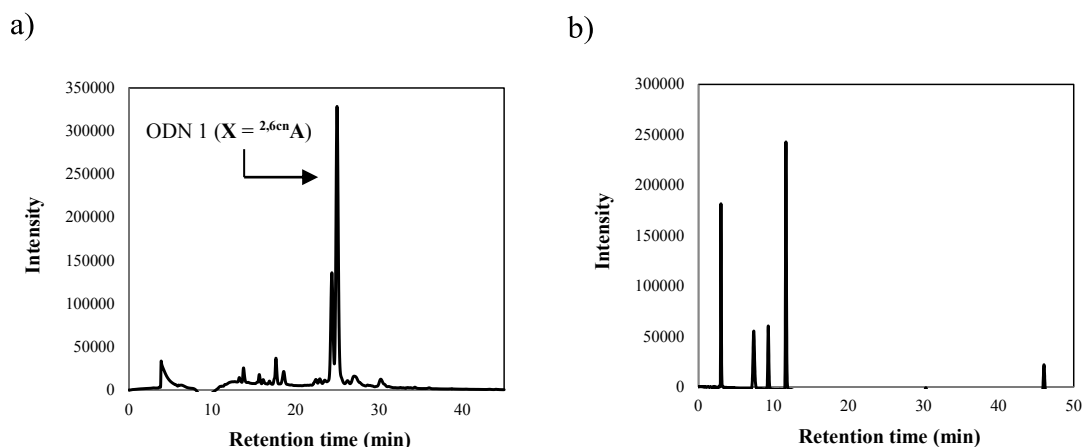 a)
350000
300000
250000
200000
150000
100000
50000
0
Intensity
ODN 1 (X = 2,6cnA)
0 10 20 30 40
Retention time (min)
b)
300000
250000
200000
150000
100000
50000
0
Intensity
0 10 20 30 40 50
Retention time (min)